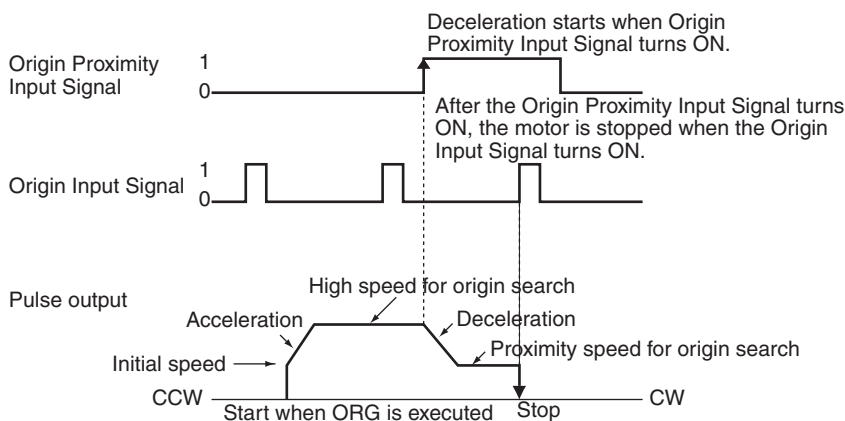 Deceleration starts when Origin
Proximity Input Signal turns ON.
Origin Proximity
Input Signal
1
0
After the Origin Proximity Input Signal turns
ON, the motor is stopped when the Origin
Input Signal turns ON.
Origin Input Signal
1
0
Pulse output
High speed for origin search
Acceleration
Deceleration
Initial speed
Proximity speed for origin search
CCW
CW
Start when ORG is executed
Stop